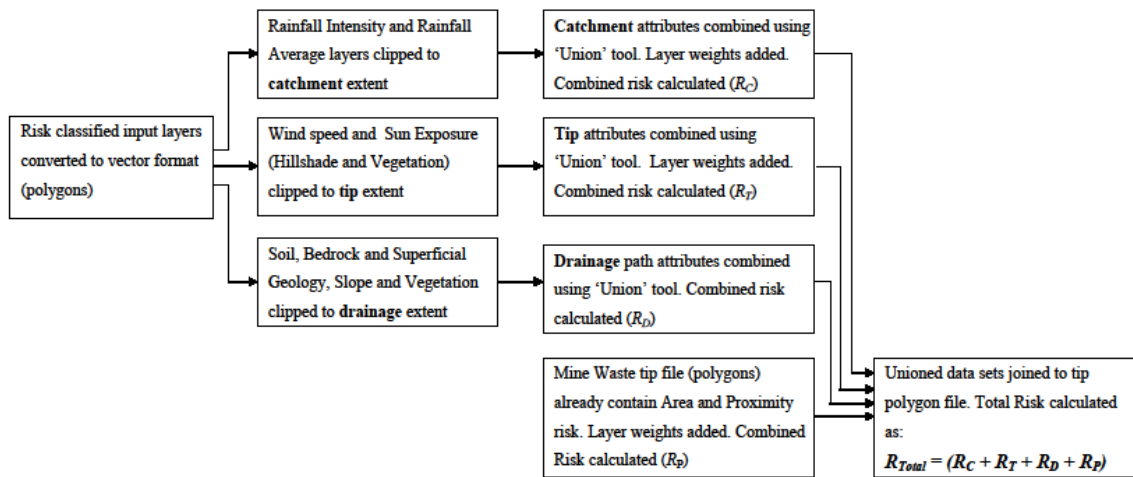 Risk classified input layers
converted to vector format
(polygons)
Rainfall Intensity and Rainfall
Average layers clipped to
catchment extent
Catchment attributes combined using
‘Union’ tool. Layer weights added.
Combined risk calculated (RC)
Wind speed and Sun Exposure
(Hillshade and Vegetation)
clipped to tip extent
Tip attributes combined using
‘Union’ tool. Layer weights added.
Combined risk calculated (RT)
Soil, Bedrock and Superficial
Geology, Slope and Vegetation
clipped to drainage extent
Drainage path attributes combined
using ‘Union’ tool. Combined risk
calculated (RD)
Mine Waste tip file (polygons)
already contain Area and Proximity
risk. Layer weights added. Combined
Risk calculated (RP)
Unioned data sets joined to tip
polygon file. Total Risk calculated
as:
RTotal = (RC + RT + RD + RP)